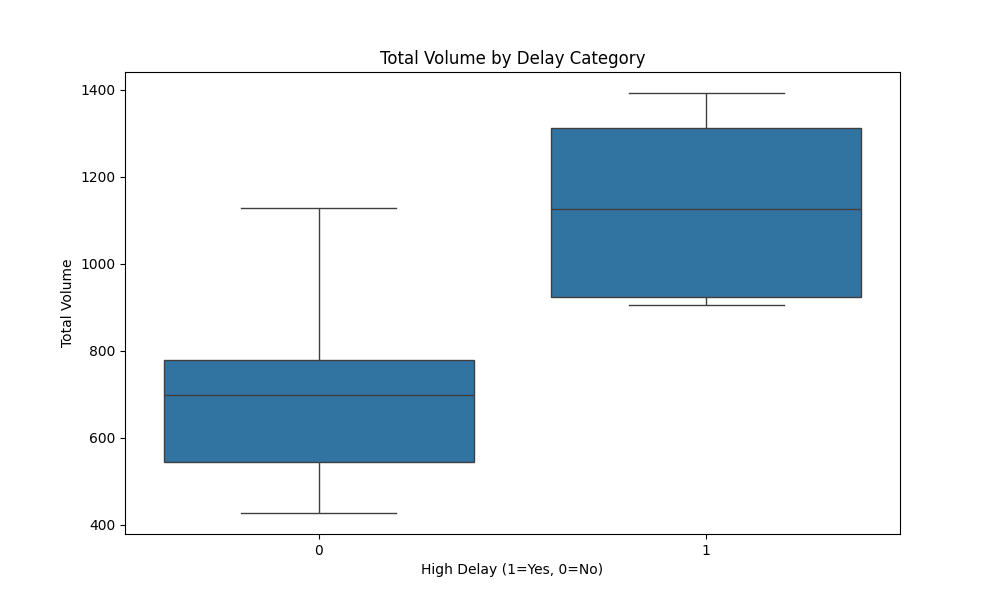 Total Volume by Delay Category
1400
1200
1000
800
600
400
Total Volume
0
1
High Delay (1=Yes, 0=No)